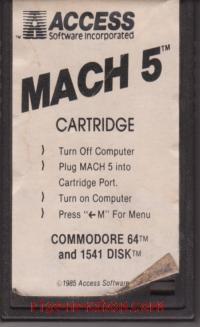 ACCESS
™ Software Incorporated
MACH 5™
CARTRIDGE
) Turn Off Computer
) Plug MACH 5 into
Cartridge Port.
) Turn on Computer
) Press "←M" For Menu
COMMODORE 64™
and 1541 DISK™
©1985 Access Software